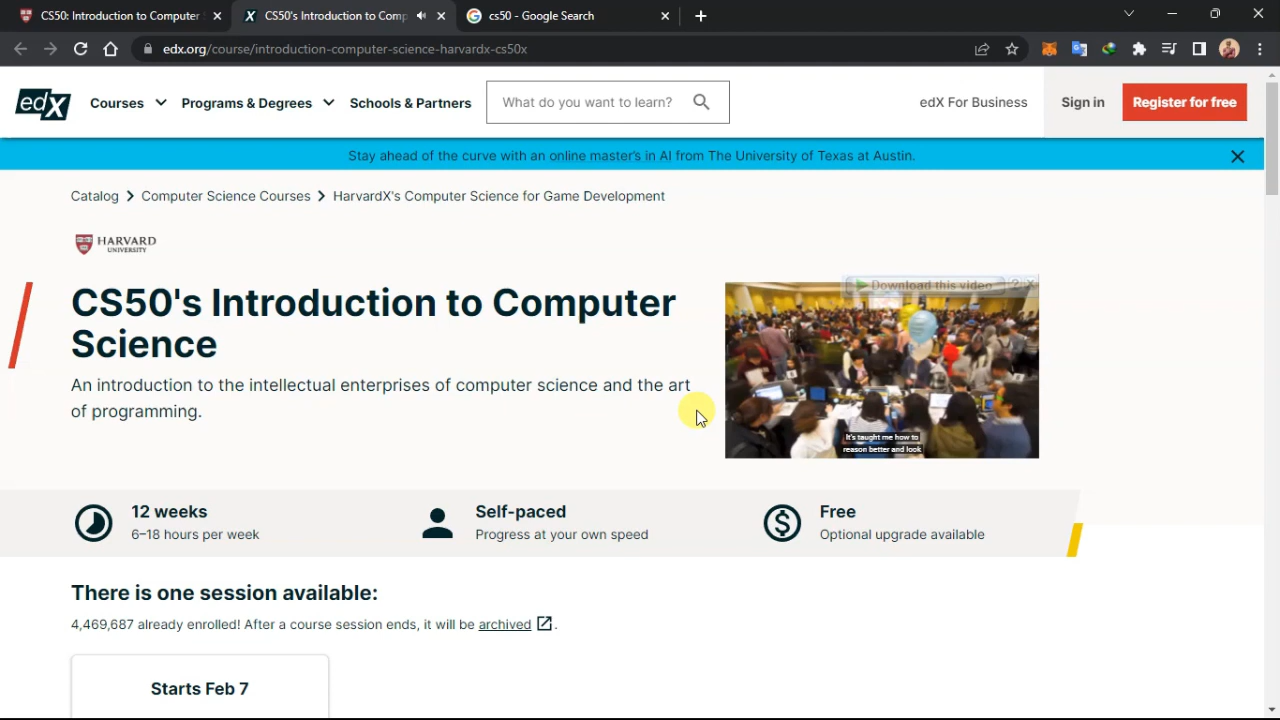 CS50: Introduction to Computer
CS50's Introduction to Comp
cs50 - Google Search
edx.org/course/introduction-computer-science-harvardx-cs50x
edX
Courses
Programs & Degrees
Schools & Partners
What do you want to learn?
edX For Business
Sign in
Register for free
Stay ahead of the curve with an online master's in AI from The University of Texas at Austin.
Catalog
Computer Science Courses
HarvardX's Computer Science for Game Development
HARVARD
UNIVERSITY
CS50's Introduction to Computer
Science
An introduction to the intellectual enterprises of computer science and the art
of programming.
Download this video
It's taught me how to
reason better and look
12 weeks
6–18 hours per week
Self-paced
Progress at your own speed
Free
Optional upgrade available
There is one session available:
4,469,687 already enrolled! After a course session ends, it will be archived.
Starts Feb 7